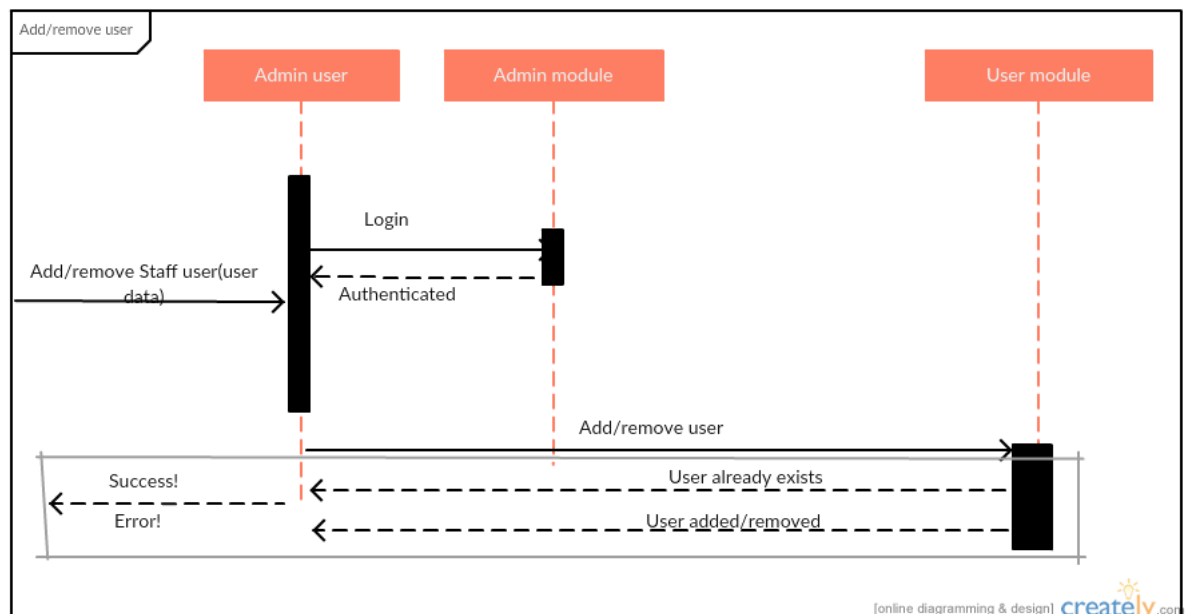 Add/remove user
Admin user
Admin module
User module
Login
Add/remove Staff user(user
data)
Authenticated
Add/remove user
Success!
User already exists
Error!
User added/removed
[online diagramming & design] creately.com